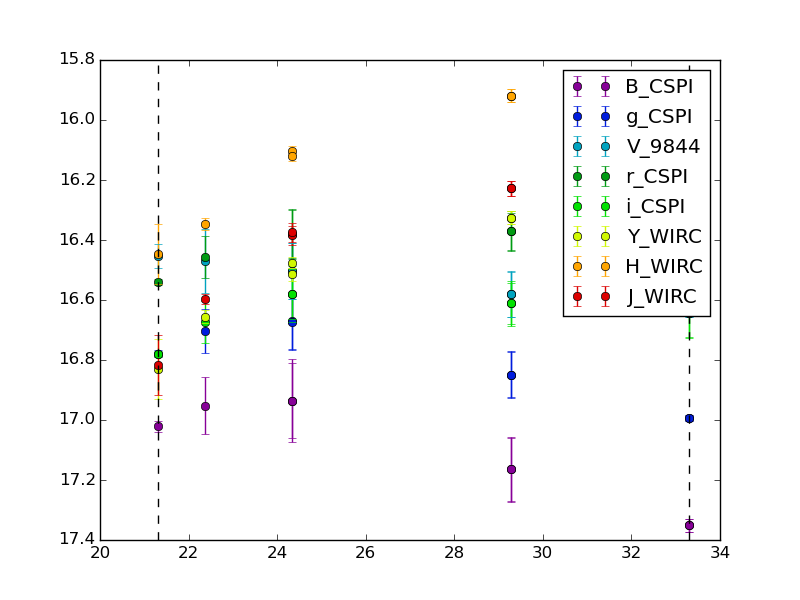 15.8
16.0
16.2
16.4
16.6
16.8
17.0
17.2
17.4
20
22
24
26
28
30
32
34
B_CSPI
g_CSPI
V_9844
r_CSPI
i_CSPI
Y_WIRC
H_WIRC
J_WIRC